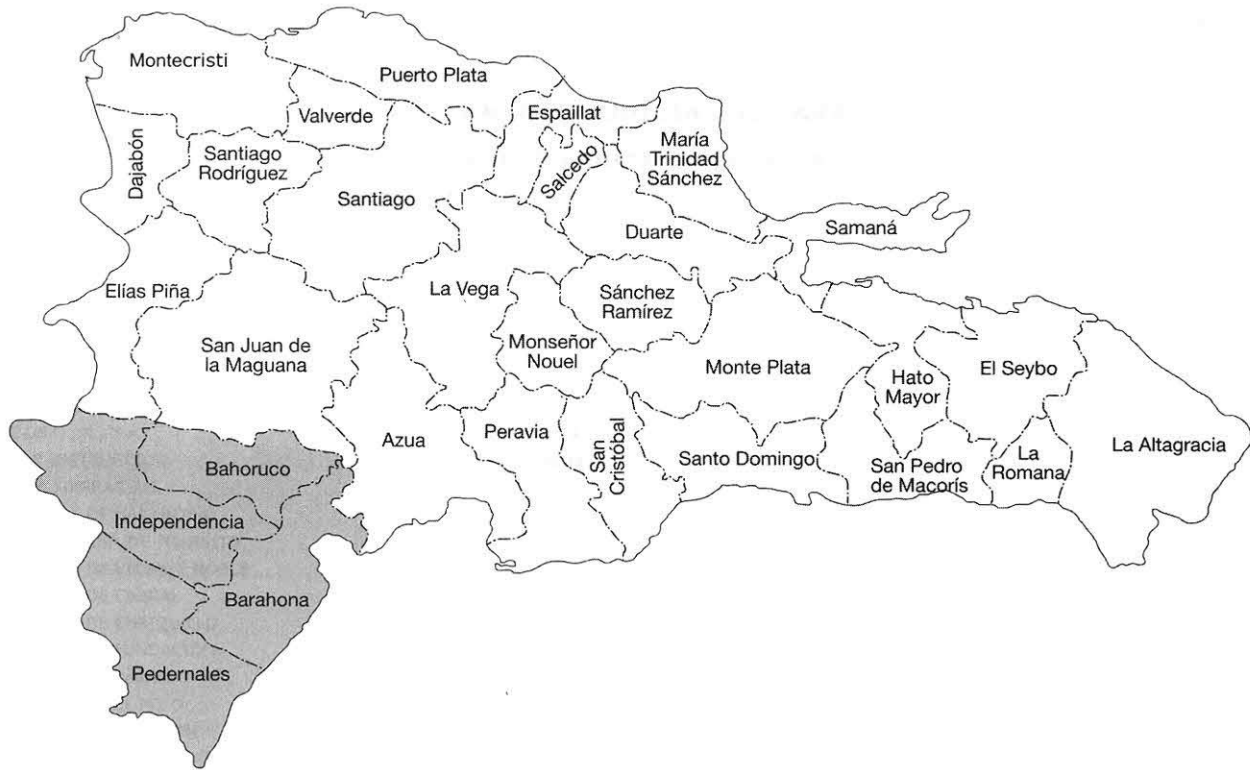 Montecristi
Puerto Plata
Valverde
Espaillat
Dajabón
Santiago
Rodríguez
Salcedo
María
Trinidad
Sánchez
Santiago
Duarte
Samaná
Elías Piña
La Vega
Sánchez
Ramírez
San Juan de
la Maguana
Monseñor
Nouel
Monte Plata
Hato
Mayor
El Seybo
Azua
Peravia
San
Cristóbal
Santo Domingo
San Pedro
de Macorís
La
Romana
La Altagracia
Bahoruco
Independencia
Barahona
Pedernales